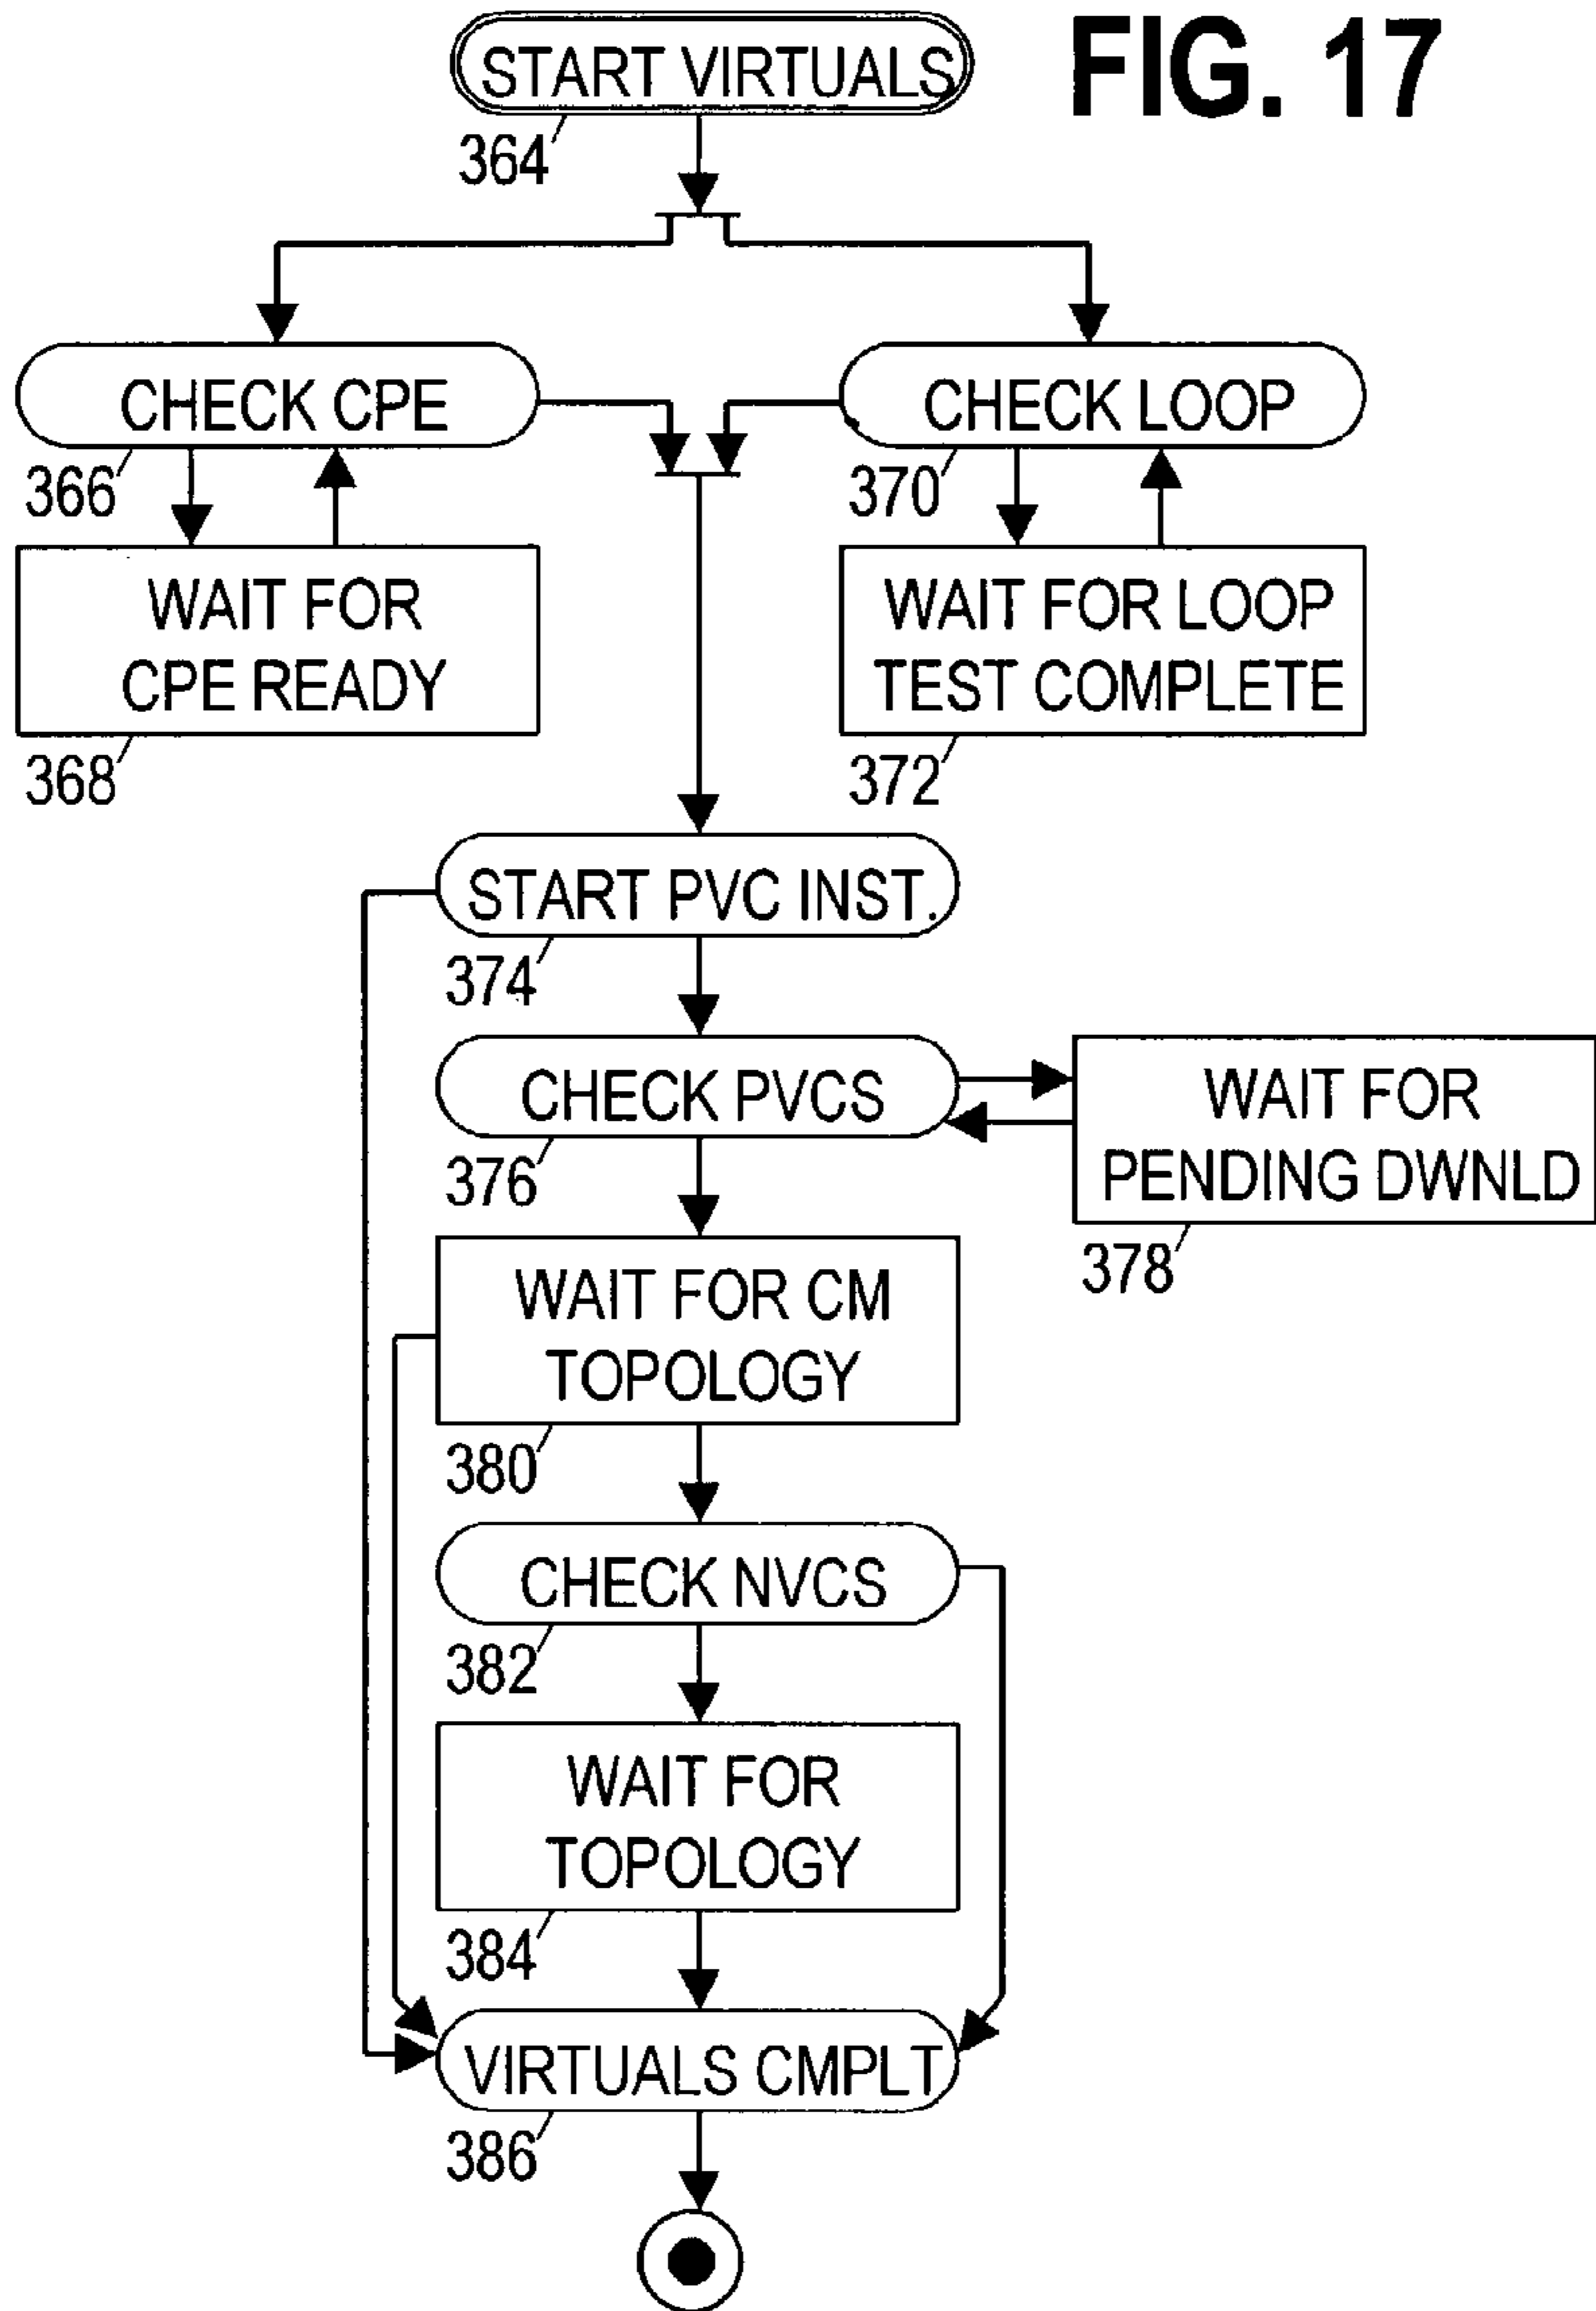 FIG. 17
START VIRTUALS
364
CHECK CPE
366
CHECK LOOP
370
WAIT FOR
CPE READY
368
WAIT FOR LOOP
TEST COMPLETE
372
START PVC INST.
374
CHECK PVCS
376
WAIT FOR
PENDING DWNLD
378
WAIT FOR CM
TOPOLOGY
380
CHECK NVCS
382
WAIT FOR
TOPOLOGY
384
VIRTUALS CMPLT
386